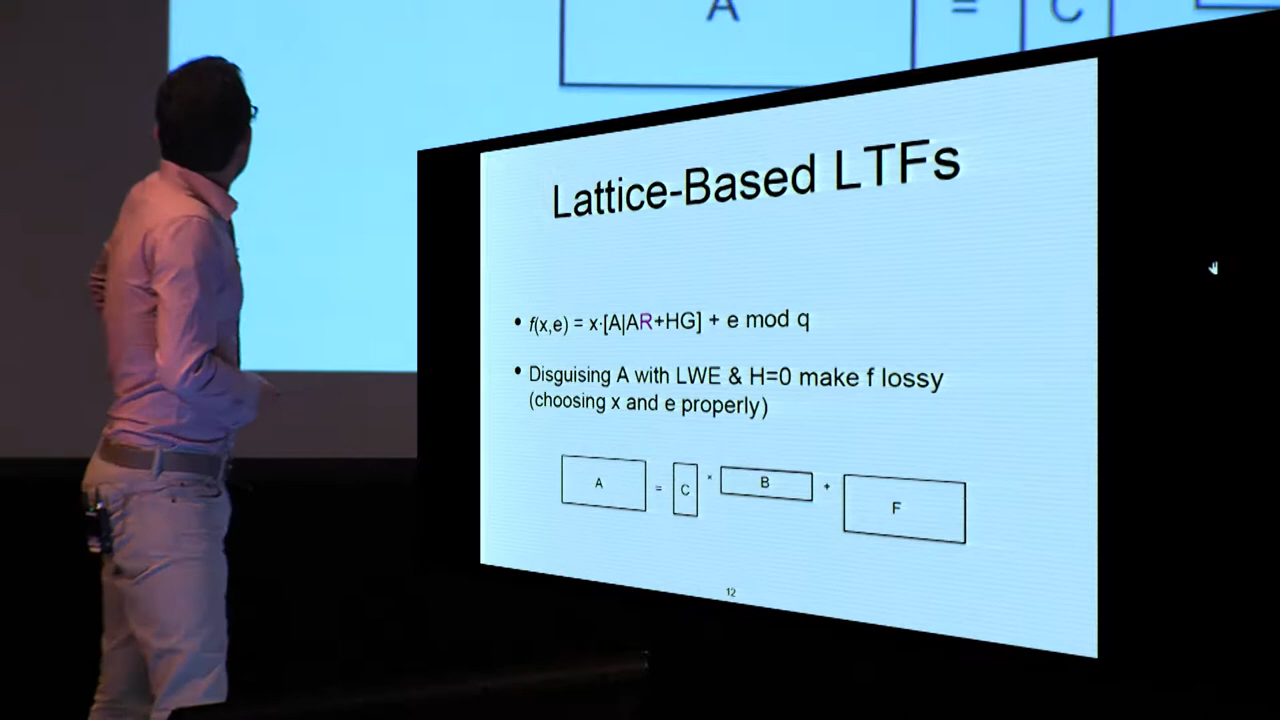 A = C
Lattice-Based LTFs
• f(x,e) = x·[A|AR+HG] + e mod q
• Disguising A with LWE & H=0 make f lossy
(choosing x and e properly)
A = C × B + F
12